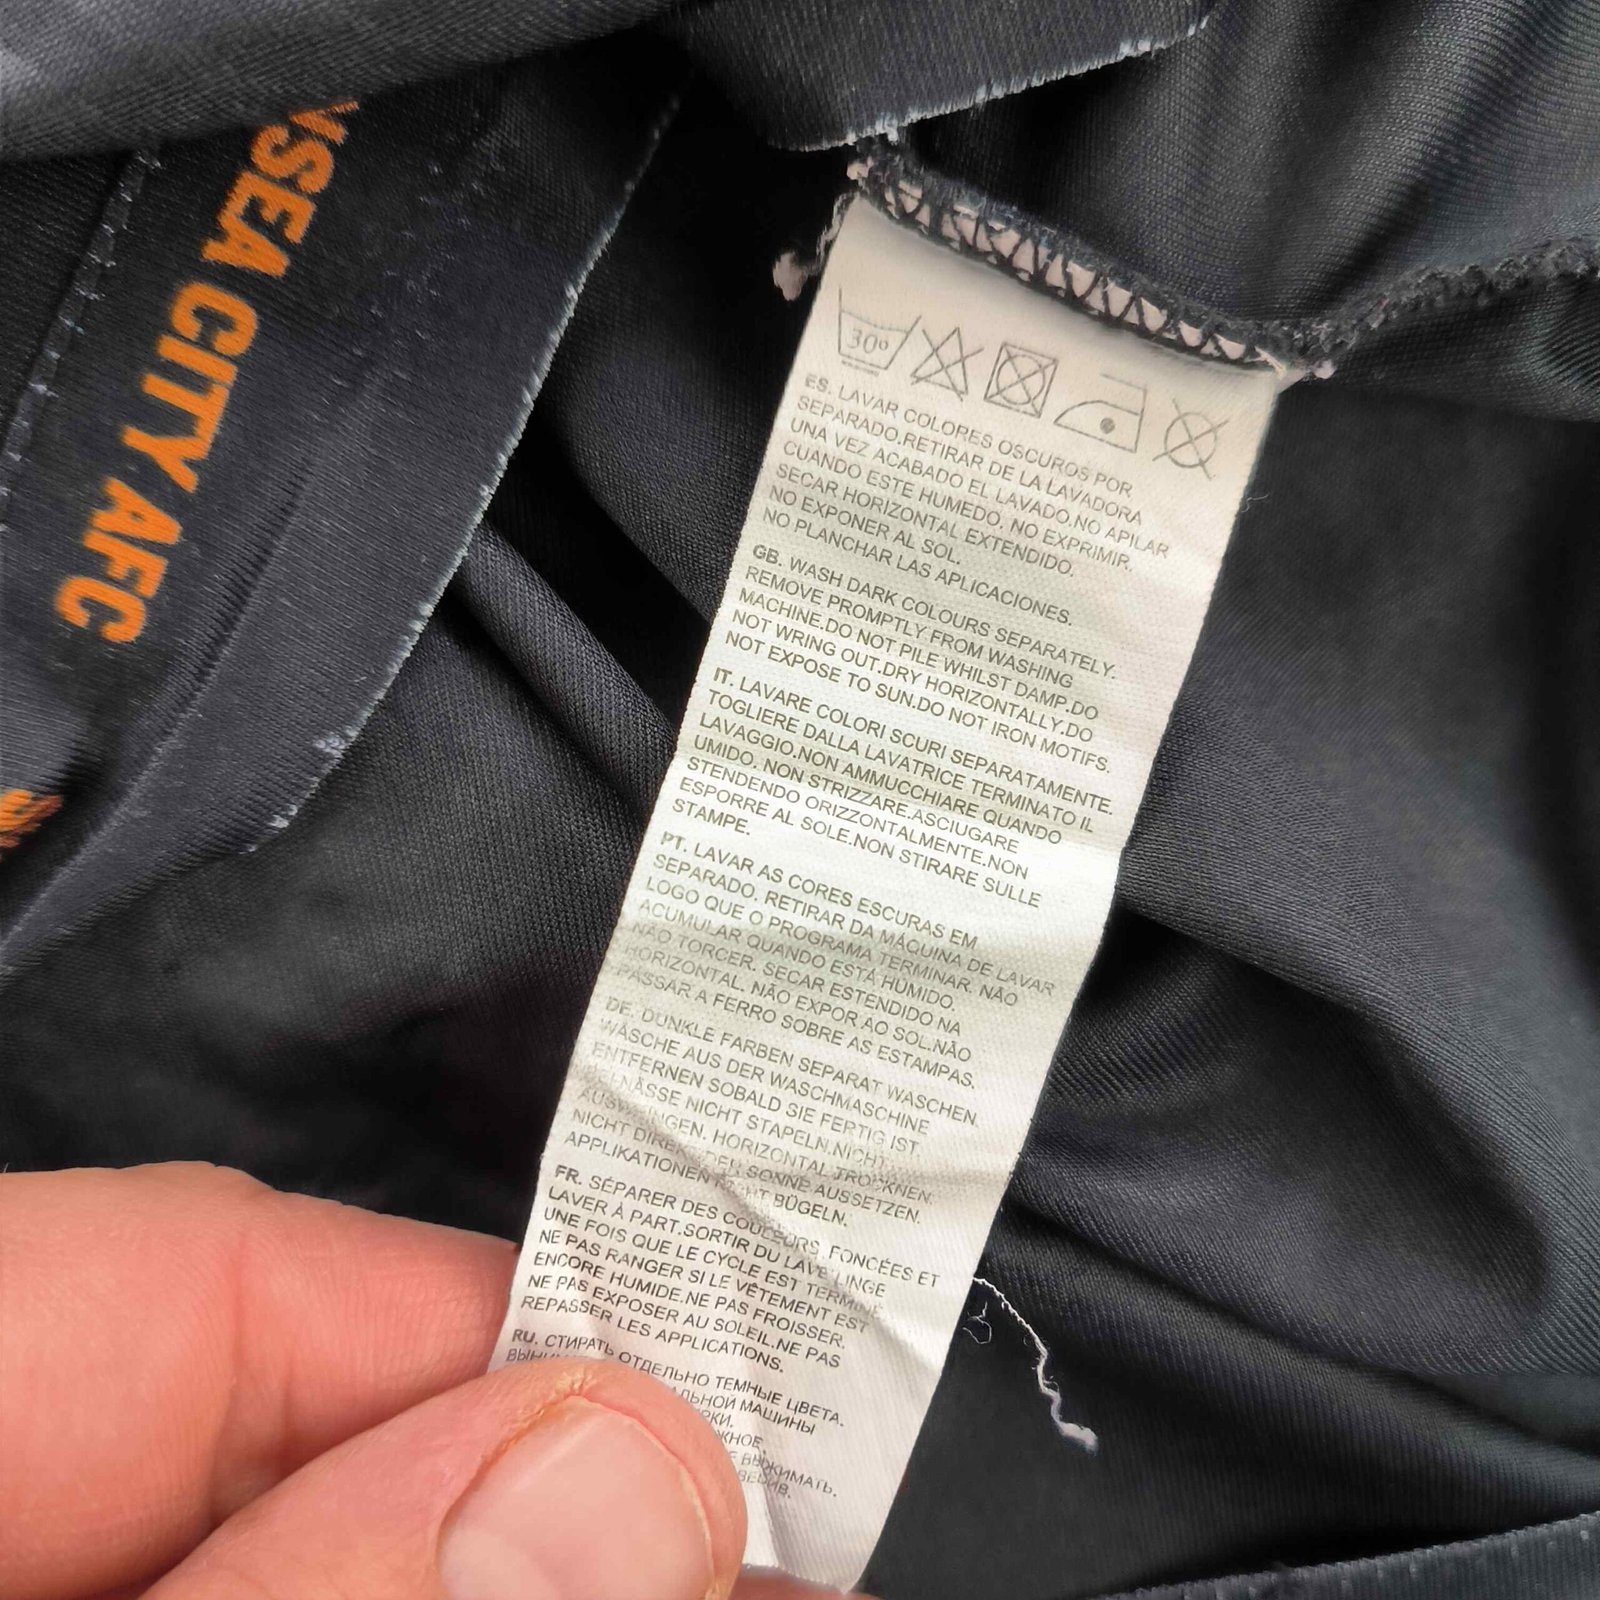 SEA CITY AFC
30°
ES. LAVAR COLORES OSCUROS POR
SEPARADO.RETIRAR DE LA LAVADORA
UNA VEZ ACABADO EL LAVADO.NO APILAR
CUANDO ESTE HUMEDO. NO EXPRIMIR.
SECAR HORIZONTAL EXTENDIDO.
NO EXPONER AL SOL.
NO PLANCHAR LAS APLICACIONES.
GB. WASH DARK COLOURS SEPARATELY.
REMOVE PROMPTLY FROM WASHING
MACHINE.DO NOT PILE WHILST DAMP.DO
NOT WRING OUT.DRY HORIZONTALLY.DO
NOT EXPOSE TO SUN.DO NOT IRON MOTIFS.
IT. LAVARE COLORI SCURI SEPARATAMENTE.
TOGLIERE DALLA LAVATRICE TERMINATO IL
LAVAGGIO.NON AMMUCCHIARE QUANDO
UMIDO. NON STRIZZARE.ASCIUGARE
STENDENDO ORIZZONTALMENTE.NON
ESPORRE AL SOLE.NON STIRARE SULLE
STAMPE.
PT. LAVAR AS CORES ESCURAS EM
SEPARADO. RETIRAR DA MÁQUINA DE LAVAR
LOGO QUE O PROGRAMA TERMINAR. NÃO
ACUMULAR QUANDO ESTÁ HÚMIDO.
NÃO TORCER. SECAR ESTENDIDO NA
HORIZONTAL. NÃO EXPOR AO SOL.NÃO
PASSAR A FERRO SOBRE AS ESTAMPAS.
DE. DUNKLE FARBEN SEPARAT WASCHEN.
WÄSCHE AUS DER WASCHMASCHINE
ENTFERNEN SOBALD SIE FERTIG IST.
NÄSSE NICHT STAPELN.NICHT
HORIZONTAL TROCKNEN.
NICHT DIREKT DER SONNE AUSSETZEN.
APPLIKATIONEN NICHT BÜGELN.
FR. SÉPARER DES COULEURS FONCÉES ET
LAVER À PART.SORTIR DU LAVE-LINGE
UNE FOIS QUE LE CYCLE EST TERMINÉ
NE PAS RANGER SI LE VÊTEMENT EST
ENCORE HUMIDE.NE PAS FROISSER.
NE PAS EXPOSER AU SOLEIL.NE PAS
REPASSER LES APPLICATIONS.
RU. СТИРАТЬ ОТДЕЛЬНО ТЕМНЫЕ ЦВЕТА.
МАШИНЫ
ВЫЖИМАТЬ.